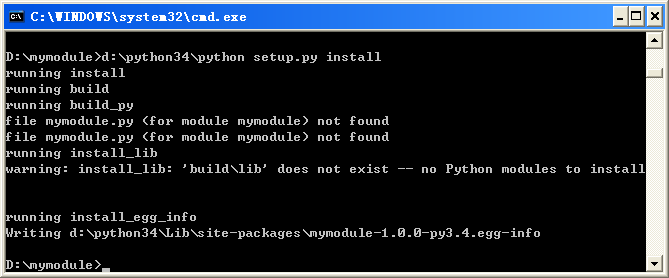 C:\WINDOWS\system32\cmd.exe
D:\mymodule>d:\python34\python setup.py install
running install
running build
running build_py
file mymodule.py (for module mymodule) not found
file mymodule.py (for module mymodule) not found
running install_lib
warning: install_lib: 'build\lib' does not exist -- no Python modules to install
running install_egg_info
Writing d:\python34\Lib\site-packages\mymodule-1.0.0-py3.4.egg-info
D:\mymodule>